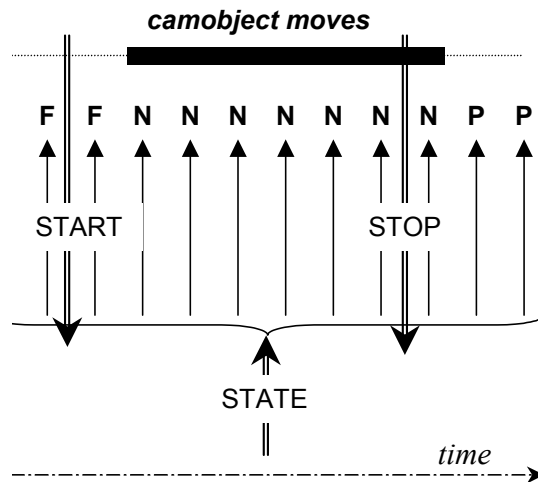 camobject moves
F F N N N N N N N P P
START STOP
STATE
time